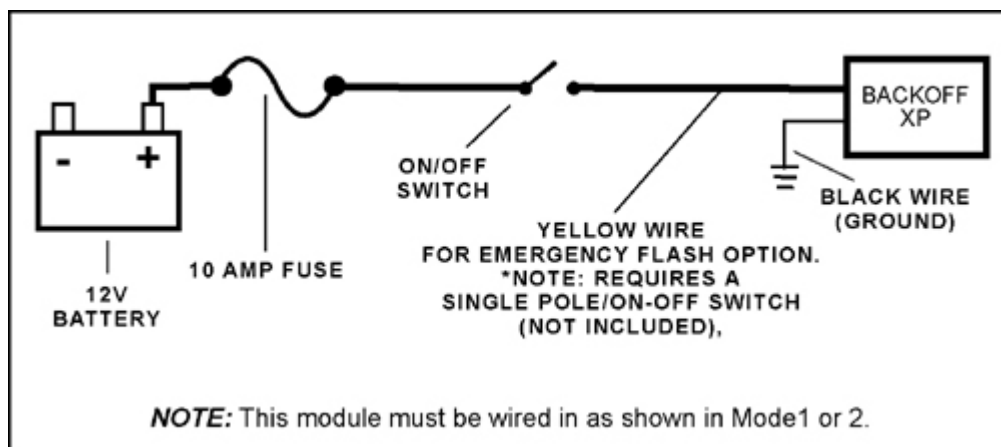 BACKOFF
XP
- +
ON/OFF
SWITCH
BLACK WIRE
(GROUND)
YELLOW WIRE
FOR EMERGENCY FLASH OPTION.
*NOTE: REQUIRES A
SINGLE POLE/ON-OFF SWITCH
(NOT INCLUDED),
10 AMP FUSE
12V
BATTERY
NOTE: This module must be wired in as shown in Mode1 or 2.